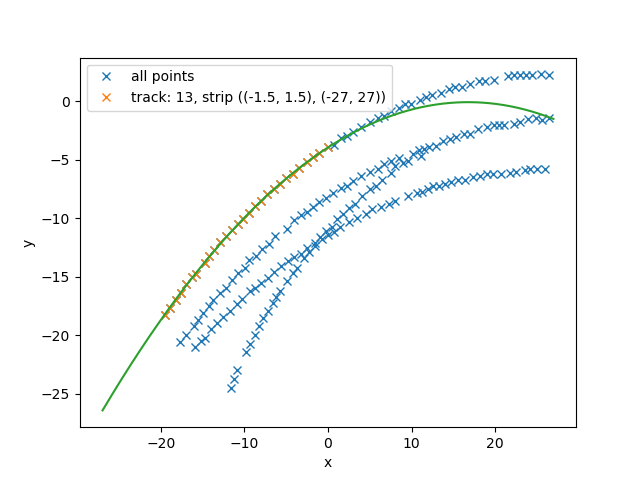 all points
track: 13, strip ((-1.5, 1.5), (-27, 27))
0
−5
−10
−15
−20
−25
y
−20 −10 0 10 20
x